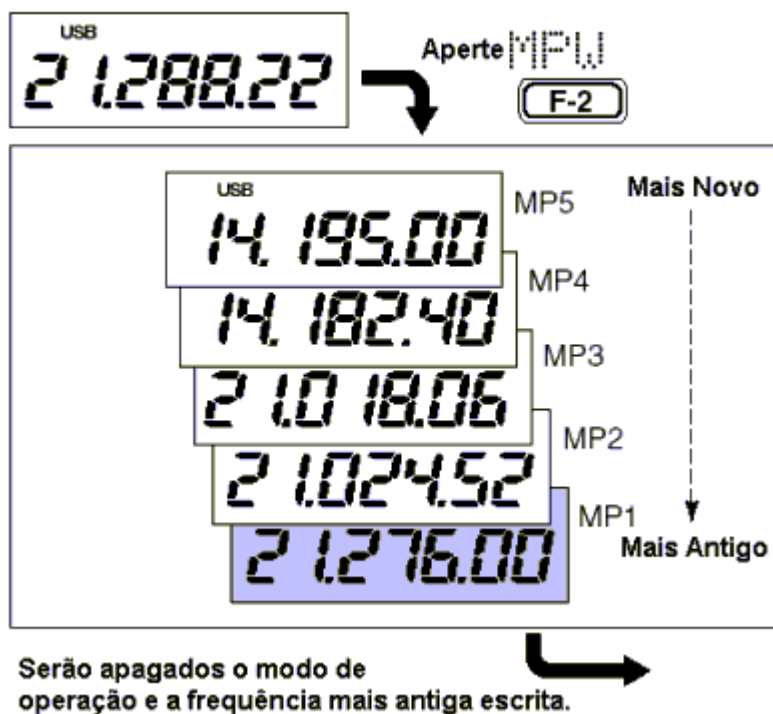 USB
21.288.22
Aperte MPW
F-2
USB
14.195.00
MP5
Mais Novo
14.182.40
MP4
21.018.06
MP3
21.024.52
MP2
21.276.00
MP1
Mais Antigo
Serão apagados o modo de
operação e a frequência mais antiga escrita.